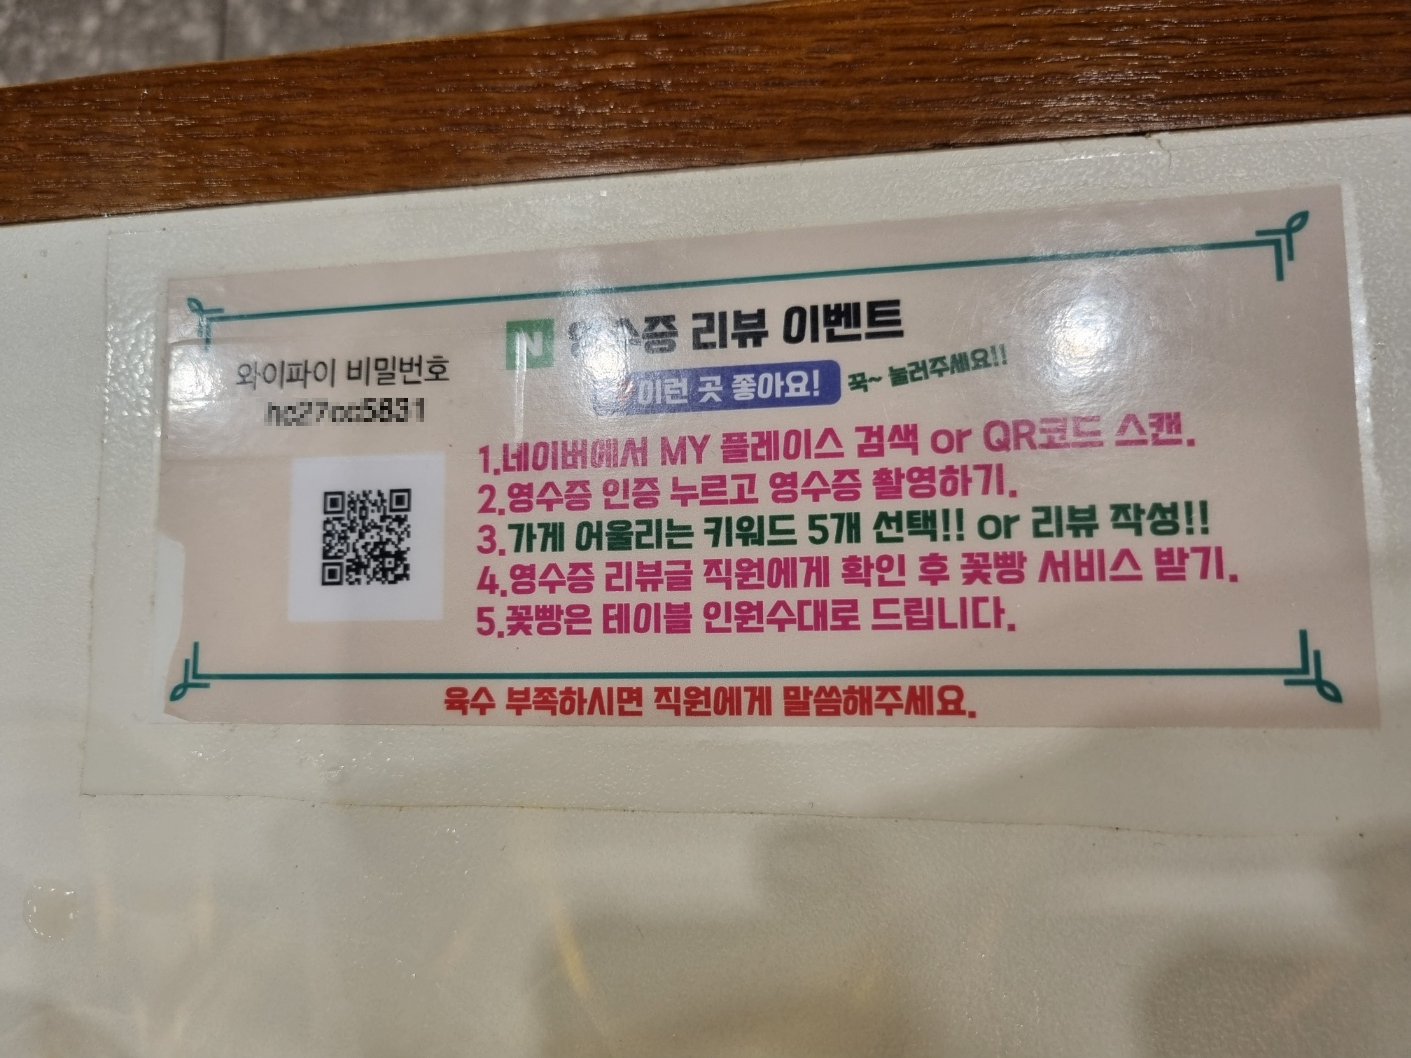 N 영수증 리뷰 이벤트
이런 곳 좋아요! 꾹~ 눌러주세요!!
와이파이 비밀번호
1.네이버에서 MY 플레이스 검색 or QR코드 스캔.
2.영수증 인증 누르고 영수증 촬영하기.
3.가게 어울리는 키워드 5개 선택!! or 리뷰 작성!!
4.영수증 리뷰글 직원에게 확인 후 꽃빵 서비스 받기.
5.꽃빵은 테이블 인원수대로 드립니다.
육수 부족하시면 직원에게 말씀해주세요.